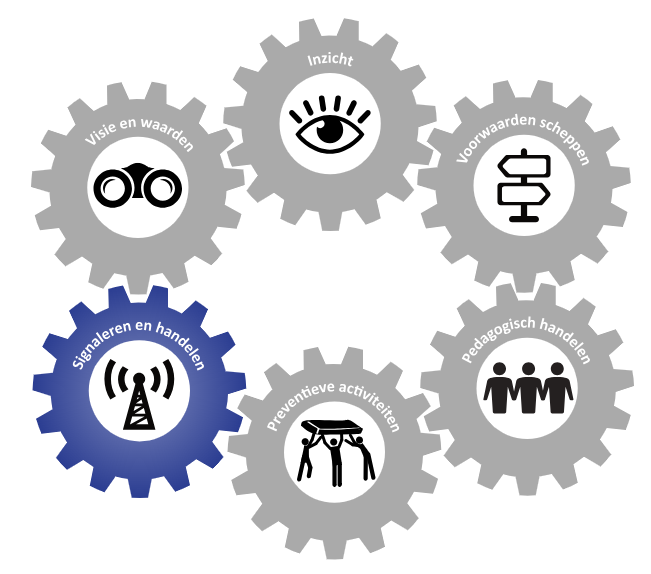 Inzicht
Visie en waarden
Voorwaarden scheppen
Signaleren en handelen
Pedagogisch handelen
Preventieve activiteiten